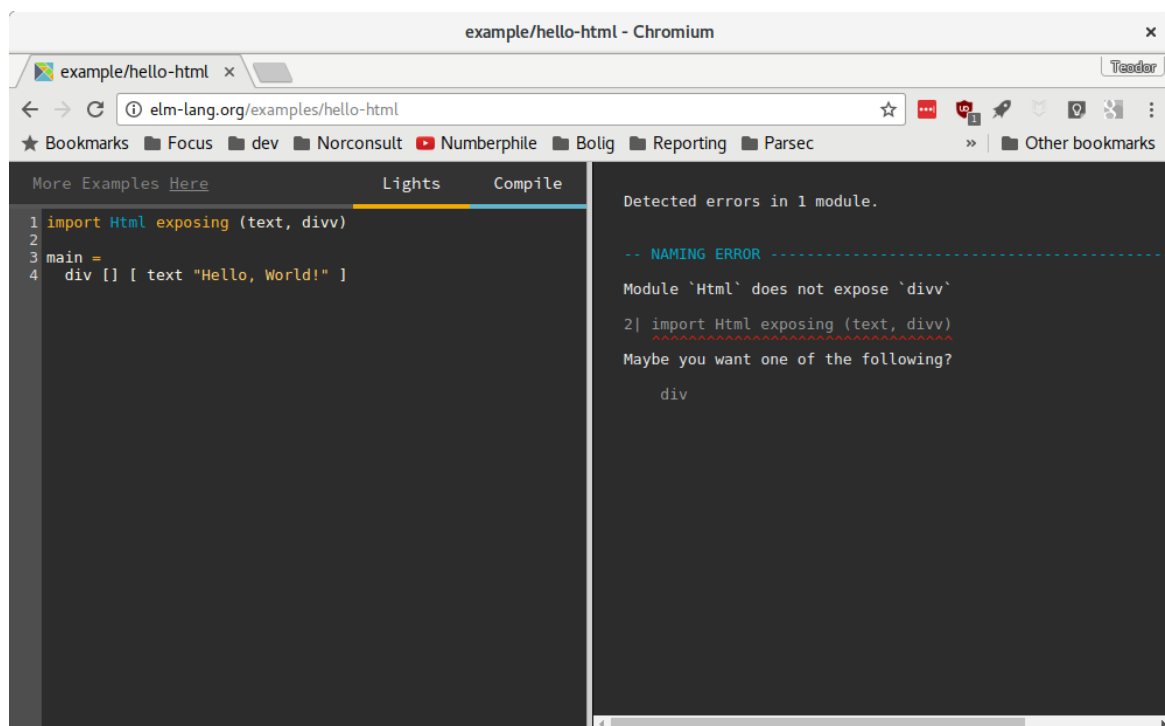 example/hello-html - Chromium
example/hello-html
Teodor
elm-lang.org/examples/hello-html
1
Bookmarks Focus dev Norconsult Numberphile Bolig Reporting Parsec » Other bookmarks
More Examples Here Lights Compile
1 import Html exposing (text, divv)
2
3 main =
4   div [] [ text "Hello, World!" ]
Detected errors in 1 module.
-- NAMING ERROR -------------------------------------------
Module `Html` does not expose `divv`
2| import Html exposing (text, divv)
^^^^^^^^^^^^^^^^^^^^^^^^^^^^^^^^^
Maybe you want one of the following?
div